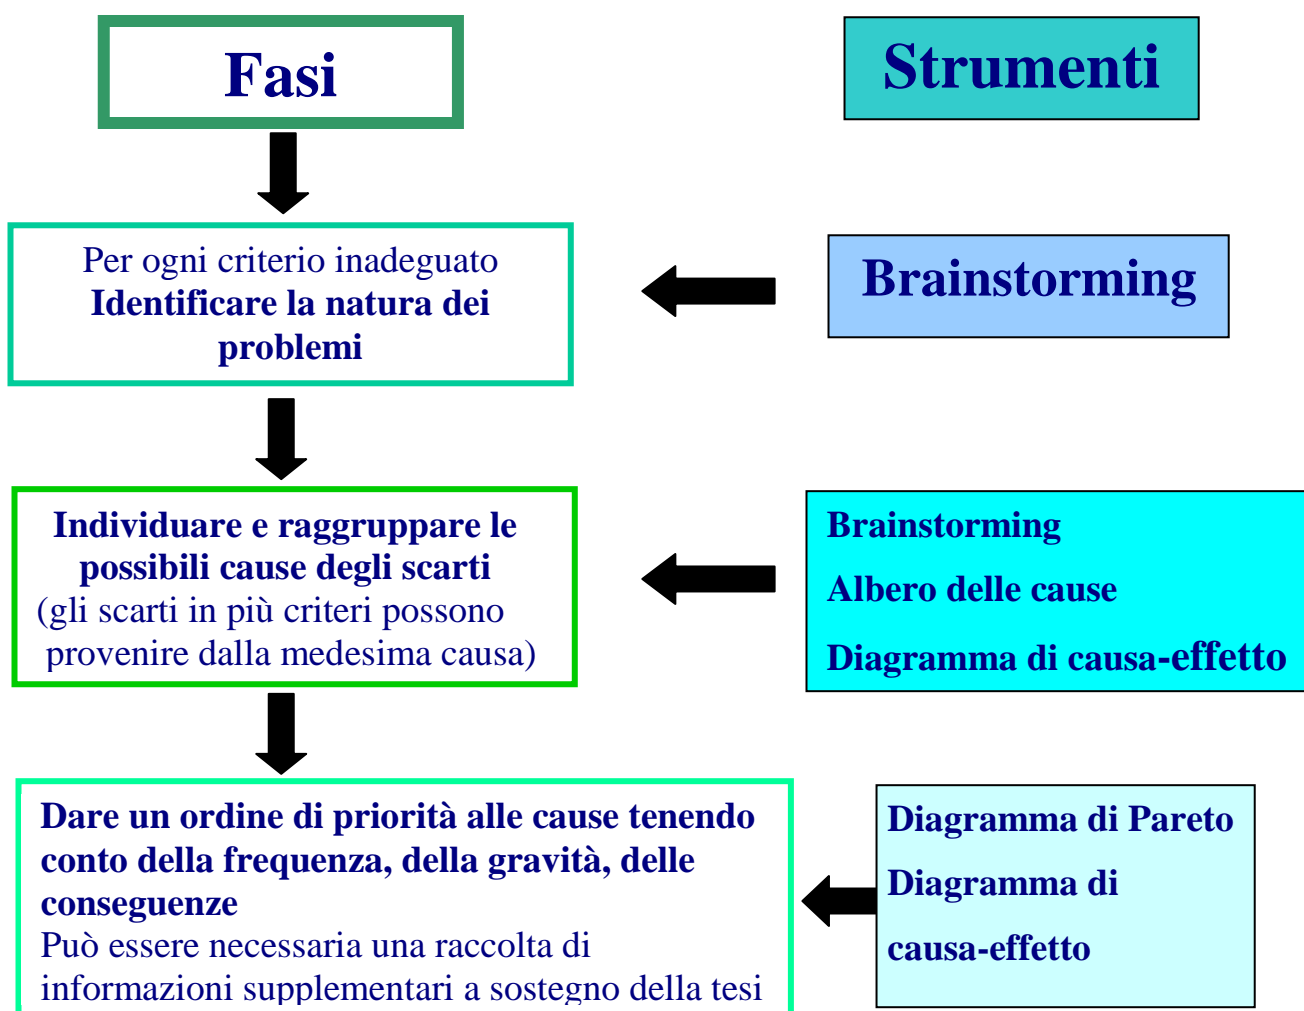 Fasi
Strumenti
Per ogni criterio inadeguato
Identificare la natura dei
problemi
Brainstorming
Individuare e raggruppare le
possibili cause degli scarti
(gli scarti in più criteri possono
provenire dalla medesima causa)
Brainstorming
Albero delle cause
Diagramma di causa-effetto
Dare un ordine di priorità alle cause tenendo
conto della frequenza, della gravità, delle
conseguenze
Può essere necessaria una raccolta di
informazioni supplementari a sostegno della tesi
Diagramma di Pareto
Diagramma di
causa-effetto